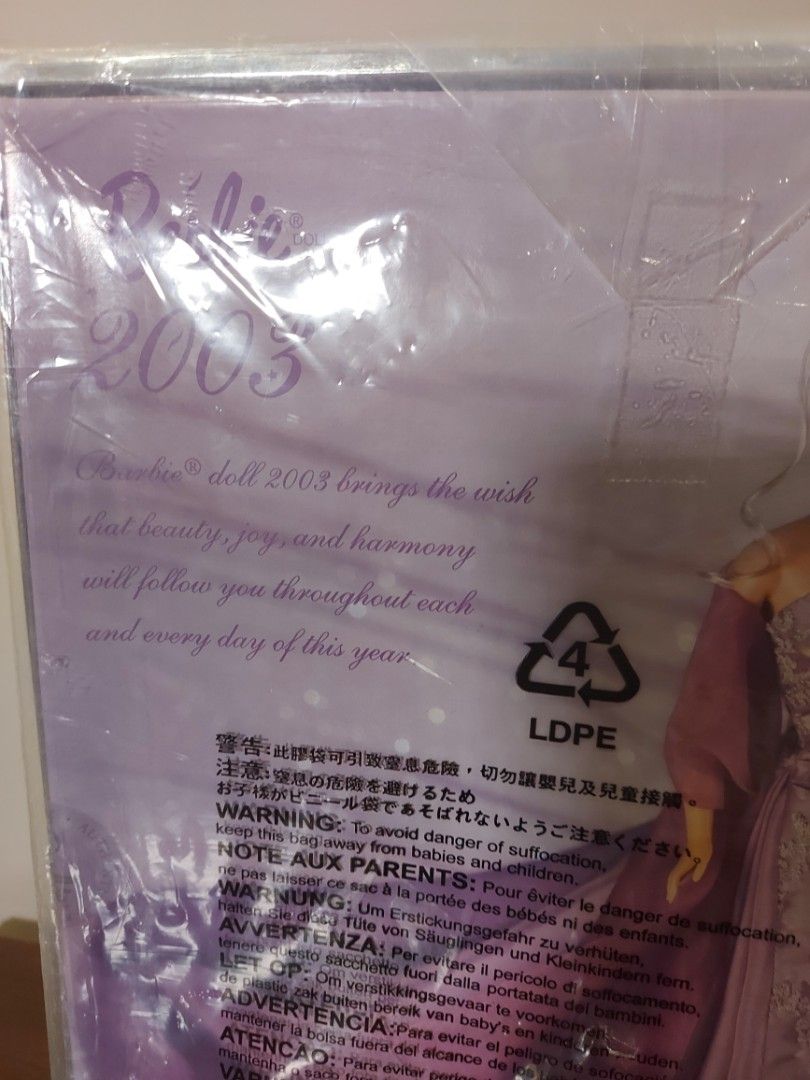 Barbie® DOLL
2003
Barbie® doll 2003 brings the wish
that beauty, joy, and harmony
will follow you throughout each
and every day of this year.
4
LDPE
警告:此膠袋可引致窒息危險，切勿讓嬰兒及兒童接觸。
注意:窒息の危険を避けるため
お子様がビニール袋であそばれないようご注意ください。
WARNING: To avoid danger of suffocation,
keep this bag away from babies and children.
NOTE AUX PARENTS: Pour éviter le danger de suffocation,
ne pas laisser ce sac à la portée des bébés ni des enfants.
WARNUNG: Um Erstickungsgefahr zu verhüten,
halten Sie diese Tüte von Säuglingen und Kleinkindern fern.
AVVERTENZA: Per evitare il pericolo di soffocamento,
tenere questo sacchetto fuori dalla portata dei bambini.
LET OP: Om verstikkingsgevaar te voorkomen
de plastic zak buiten bereik van baby's en kinderen houden.
ADVERTENCIA: Para evitar el peligro de
mantener la bolsa fuera del alcance de los
ATENCÃO: Para evitar
mantenha o saco